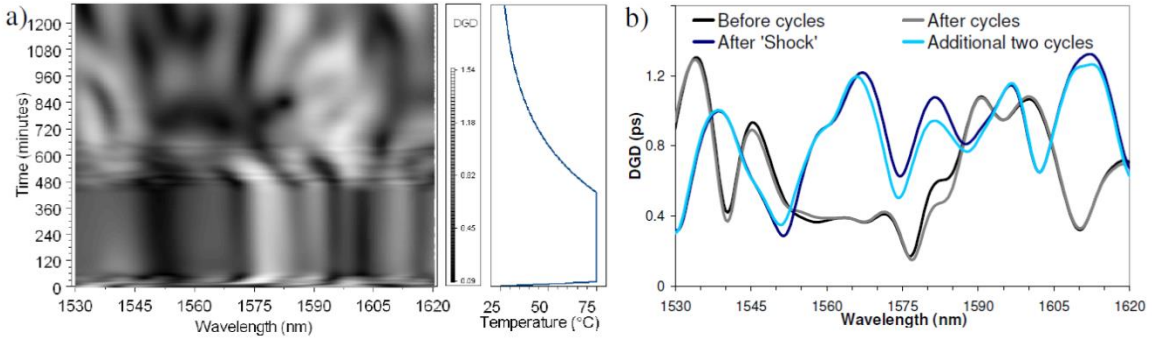 a)
Time (minutes)
1200
1080
960
840
720
600
480
360
240
120
0
1530 1545 1560 1575 1590 1605 1620
Wavelength (nm)
DGD
1.54
1.18
0.82
0.45
0.09
25 50 75
Temperature (°C)
b)
Before cycles After cycles
After 'Shock' Additional two cycles
DGD (ps)
1.2
0.8
0.4
0
1530 1545 1560 1575 1590 1605 1620
Wavelength (nm)